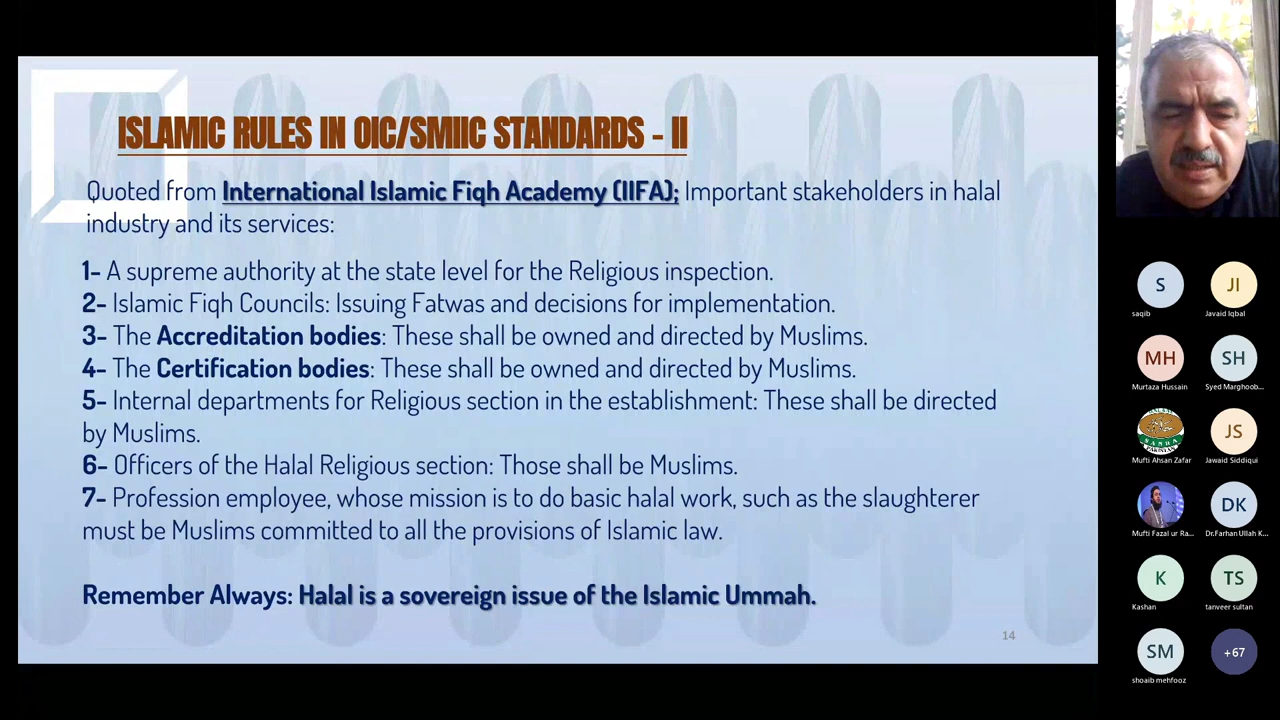 ISLAMIC RULES IN OIC/SMIIC STANDARDS - II
Quoted from International Islamic Fiqh Academy (IIFA); Important stakeholders in halal
industry and its services:
1- A supreme authority at the state level for the Religious inspection.
2- Islamic Fiqh Councils: Issuing Fatwas and decisions for implementation.
3- The Accreditation bodies: These shall be owned and directed by Muslims.
4- The Certification bodies: These shall be owned and directed by Muslims.
5- Internal departments for Religious section in the establishment: These shall be directed
by Muslims.
6- Officers of the Halal Religious section: Those shall be Muslims.
7- Profession employee, whose mission is to do basic halal work, such as the slaughterer
must be Muslims committed to all the provisions of Islamic law.
Remember Always: Halal is a sovereign issue of the Islamic Ummah.
14
S
JI
saqib
Javaid Iqbal
MH
SH
Murtaza Hussain
Syed Marghoob...
JS
Mufti Ahsan Zafar
Jawaid Siddiqui
DK
Mufti Fazal ur Ra...
Dr.Farhan Ullah K...
K
TS
Kashan
tanveer sultan
SM
+67
shoaib mehfooz